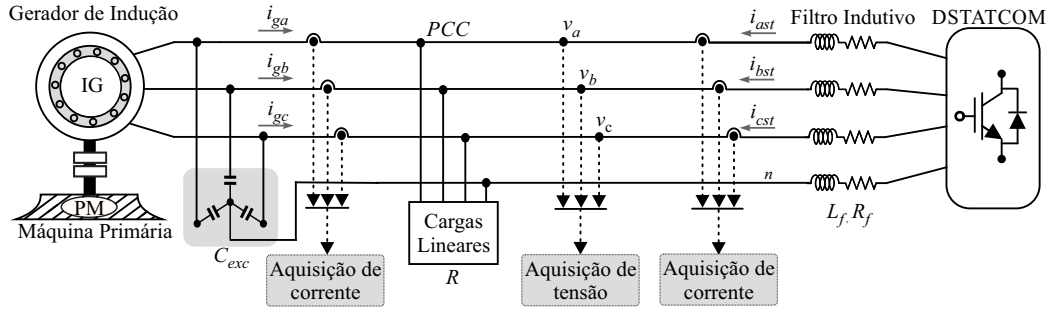 Gerador de Indução
IG
PM
Máquina Primária
i_ga
i_gb
i_gc
C_exc
PCC
Aquisição de
corrente
Cargas
Lineares
R
v_a
v_b
v_c
Aquisição de
tensão
i_ast
i_bst
i_cst
n
Aquisição de
corrente
Filtro Indutivo
L_f, R_f
DSTATCOM